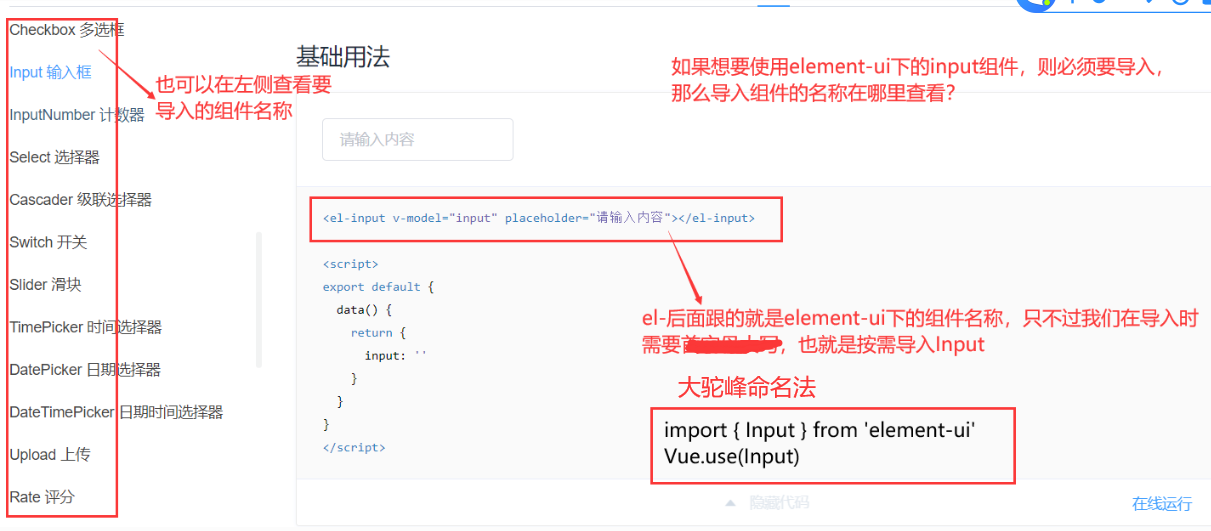 Checkbox 多选框
Input 输入框
InputNumber 计数器
Select 选择器
Cascader 级联选择器
Switch 开关
Slider 滑块
TimePicker 时间选择器
DatePicker 日期选择器
DateTimePicker 日期时间选择器
Upload 上传
Rate 评分
也可以在左侧查看要
导入的组件名称
基础用法
如果想要使用element-ui下的input组件，则必须要导入，
那么导入组件的名称在哪里查看？
请输入内容
<el-input v-model="input" placeholder="请输入内容"></el-input>
<script>
export default {
data() {
return {
input: ''
}
}
}
</script>
el-后面跟的就是element-ui下的组件名称，只不过我们在导入时
需要，也就是按需导入Input
大驼峰命名法
import { Input } from 'element-ui'
Vue.use(Input)
隐藏代码
在线运行